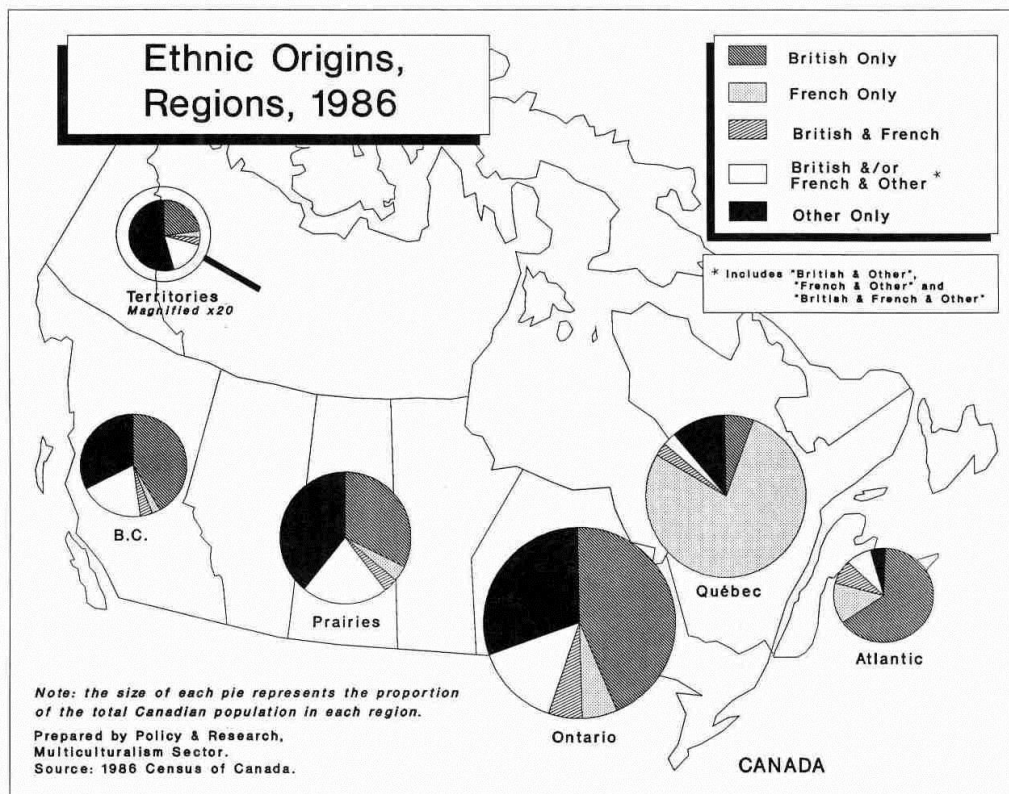 Ethnic Origins,
Regions, 1986
British Only
French Only
British & French
British &/or
French & Other *
Other Only
* Includes "British & Other",
"French & Other" and
"British & French & Other"
Territories
Magnified x20
B.C.
Prairies
Ontario
Québec
Atlantic
Note: the size of each pie represents the proportion
of the total Canadian population in each region.
Prepared by Policy & Research,
Multiculturalism Sector.
Source: 1986 Census of Canada.
CANADA